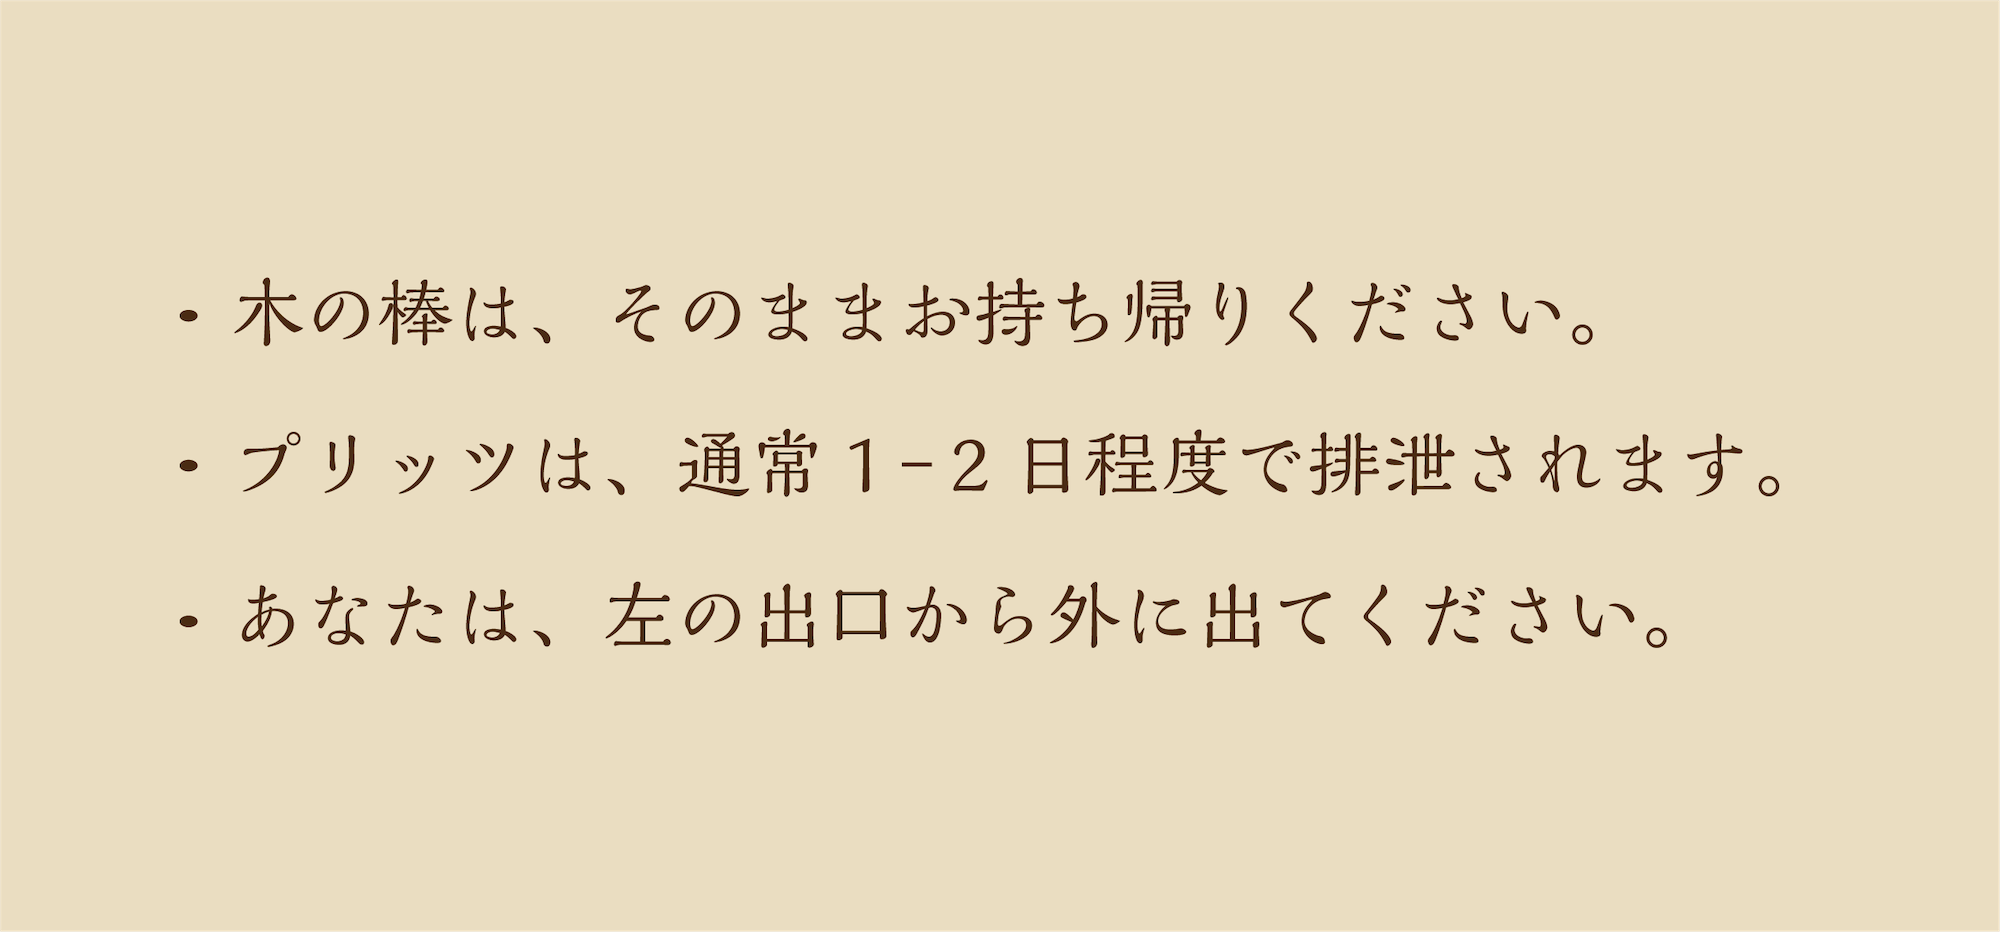 ・木の棒は、そのままお持ち帰りください。
・プリッツは、通常1-2日程度で排泄されます。
・あなたは、左の出口から外に出てください。